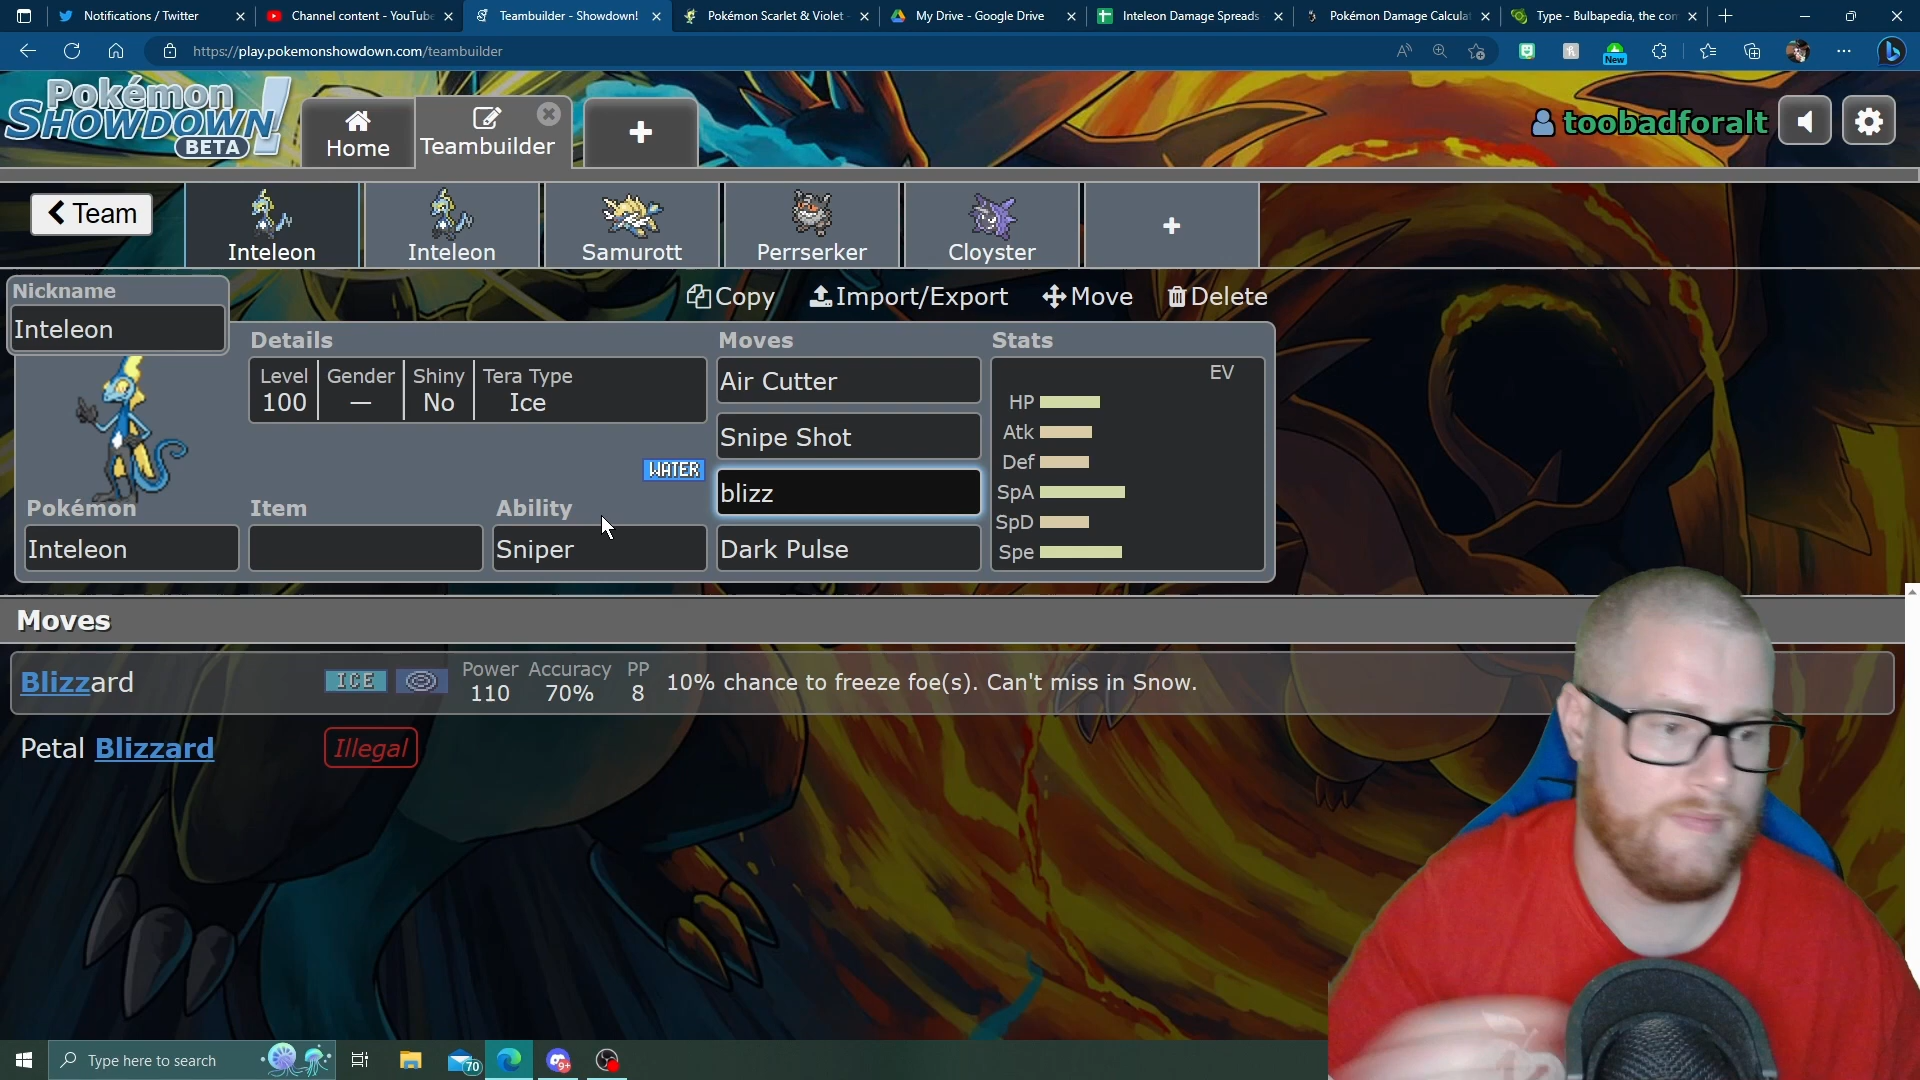 Notifications / Twitter
Channel content - YouTube
Teambuilder - Showdown!
Pokémon Scarlet & Violet
My Drive - Google Drive
Inteleon Damage Spreads
Pokémon Damage Calcula
Type - Bulbapedia, the con
https://play.pokemonshowdown.com/teambuilder
New
Pokémon
SHOWDOWN!
BETA
Home
Teambuilder
toobadforalt
Team
Inteleon
Inteleon
Samurott
Perrserker
Cloyster
Nickname
Inteleon
Copy
Import/Export
Move
Delete
Details
Level
100
Gender
—
Shiny
No
Tera Type
Ice
WATER
Pokémon
Inteleon
Item
Ability
Sniper
Moves
Air Cutter
Snipe Shot
blizz
Dark Pulse
Stats
EV
HP
Atk
Def
SpA
SpD
Spe
Moves
Blizzard
ICE
Power
110
Accuracy
70%
PP
8
10% chance to freeze foe(s). Can't miss in Snow.
Petal Blizzard
Illegal
Type here to search
70
9+